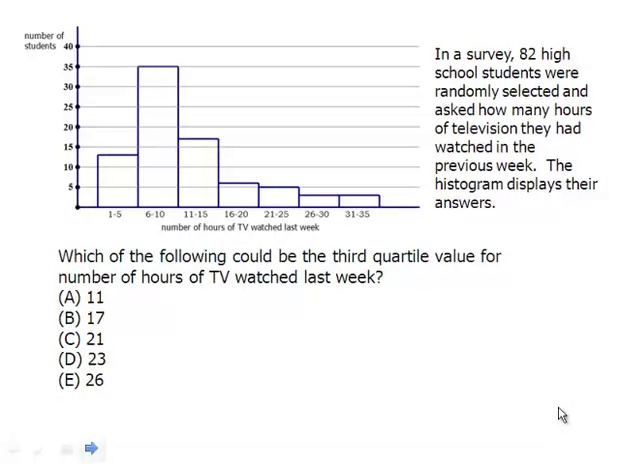 number of
students
40
35
30
25
20
15
10
5
1-5 6-10 11-15 16-20 21-25 26-30 31-35
number of hours of TV watched last week
In a survey, 82 high
school students were
randomly selected and
asked how many hours
of television they had
watched in the
previous week. The
histogram displays their
answers.
Which of the following could be the third quartile value for
number of hours of TV watched last week?
(A) 11
(B) 17
(C) 21
(D) 23
(E) 26